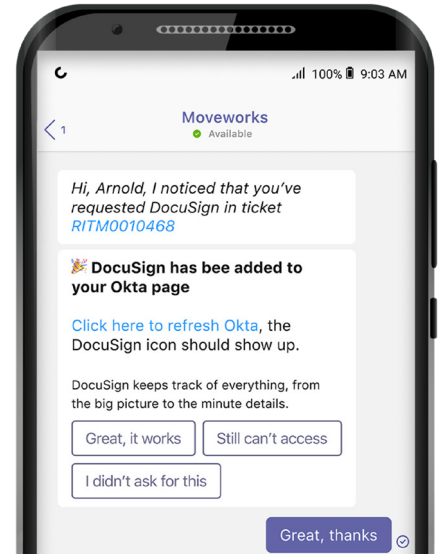 100% 9:03 AM
1
Moveworks
Available
Hi, Arnold, I noticed that you've
requested DocuSign in ticket
RITM0010468
🎉 DocuSign has bee added to
your Okta page
Click here to refresh Okta, the
DocuSign icon should show up.
DocuSign keeps track of everything, from
the big picture to the minute details.
Great, it works
Still can't access
I didn't ask for this
Great, thanks